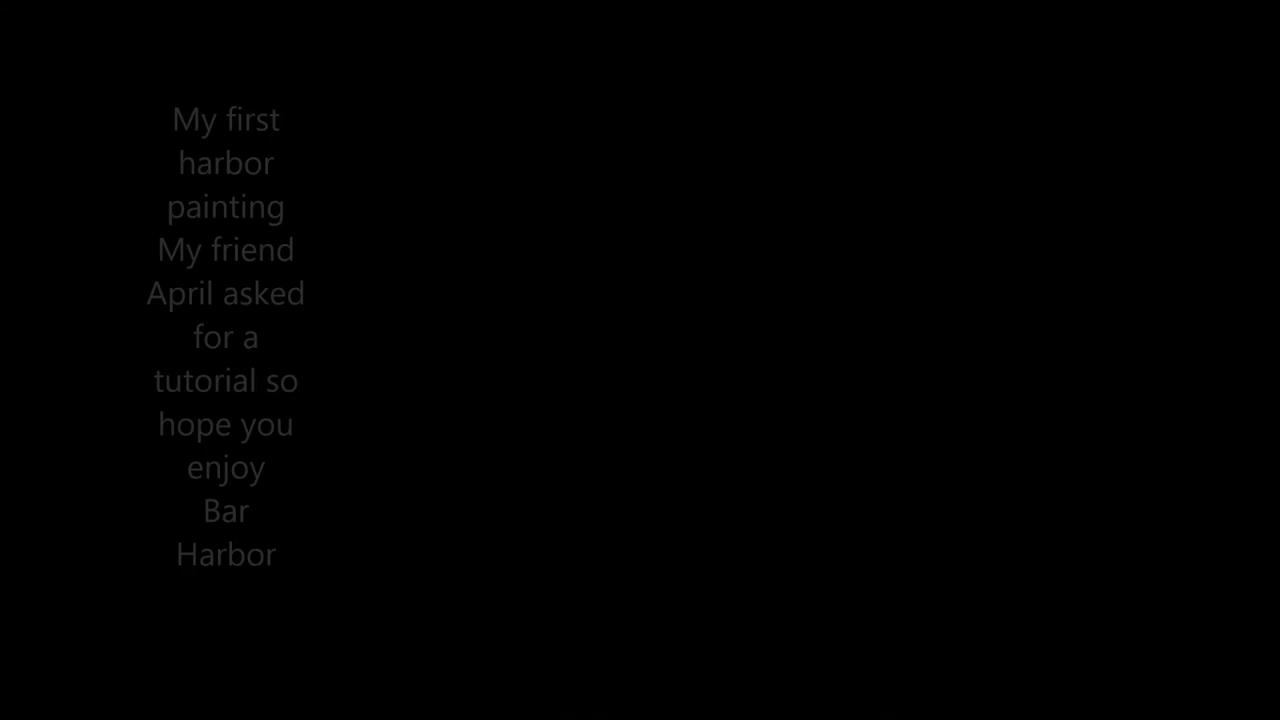 My first
harbor
painting
My friend
April asked
for a
tutorial so
hope you
enjoy
Bar
Harbor